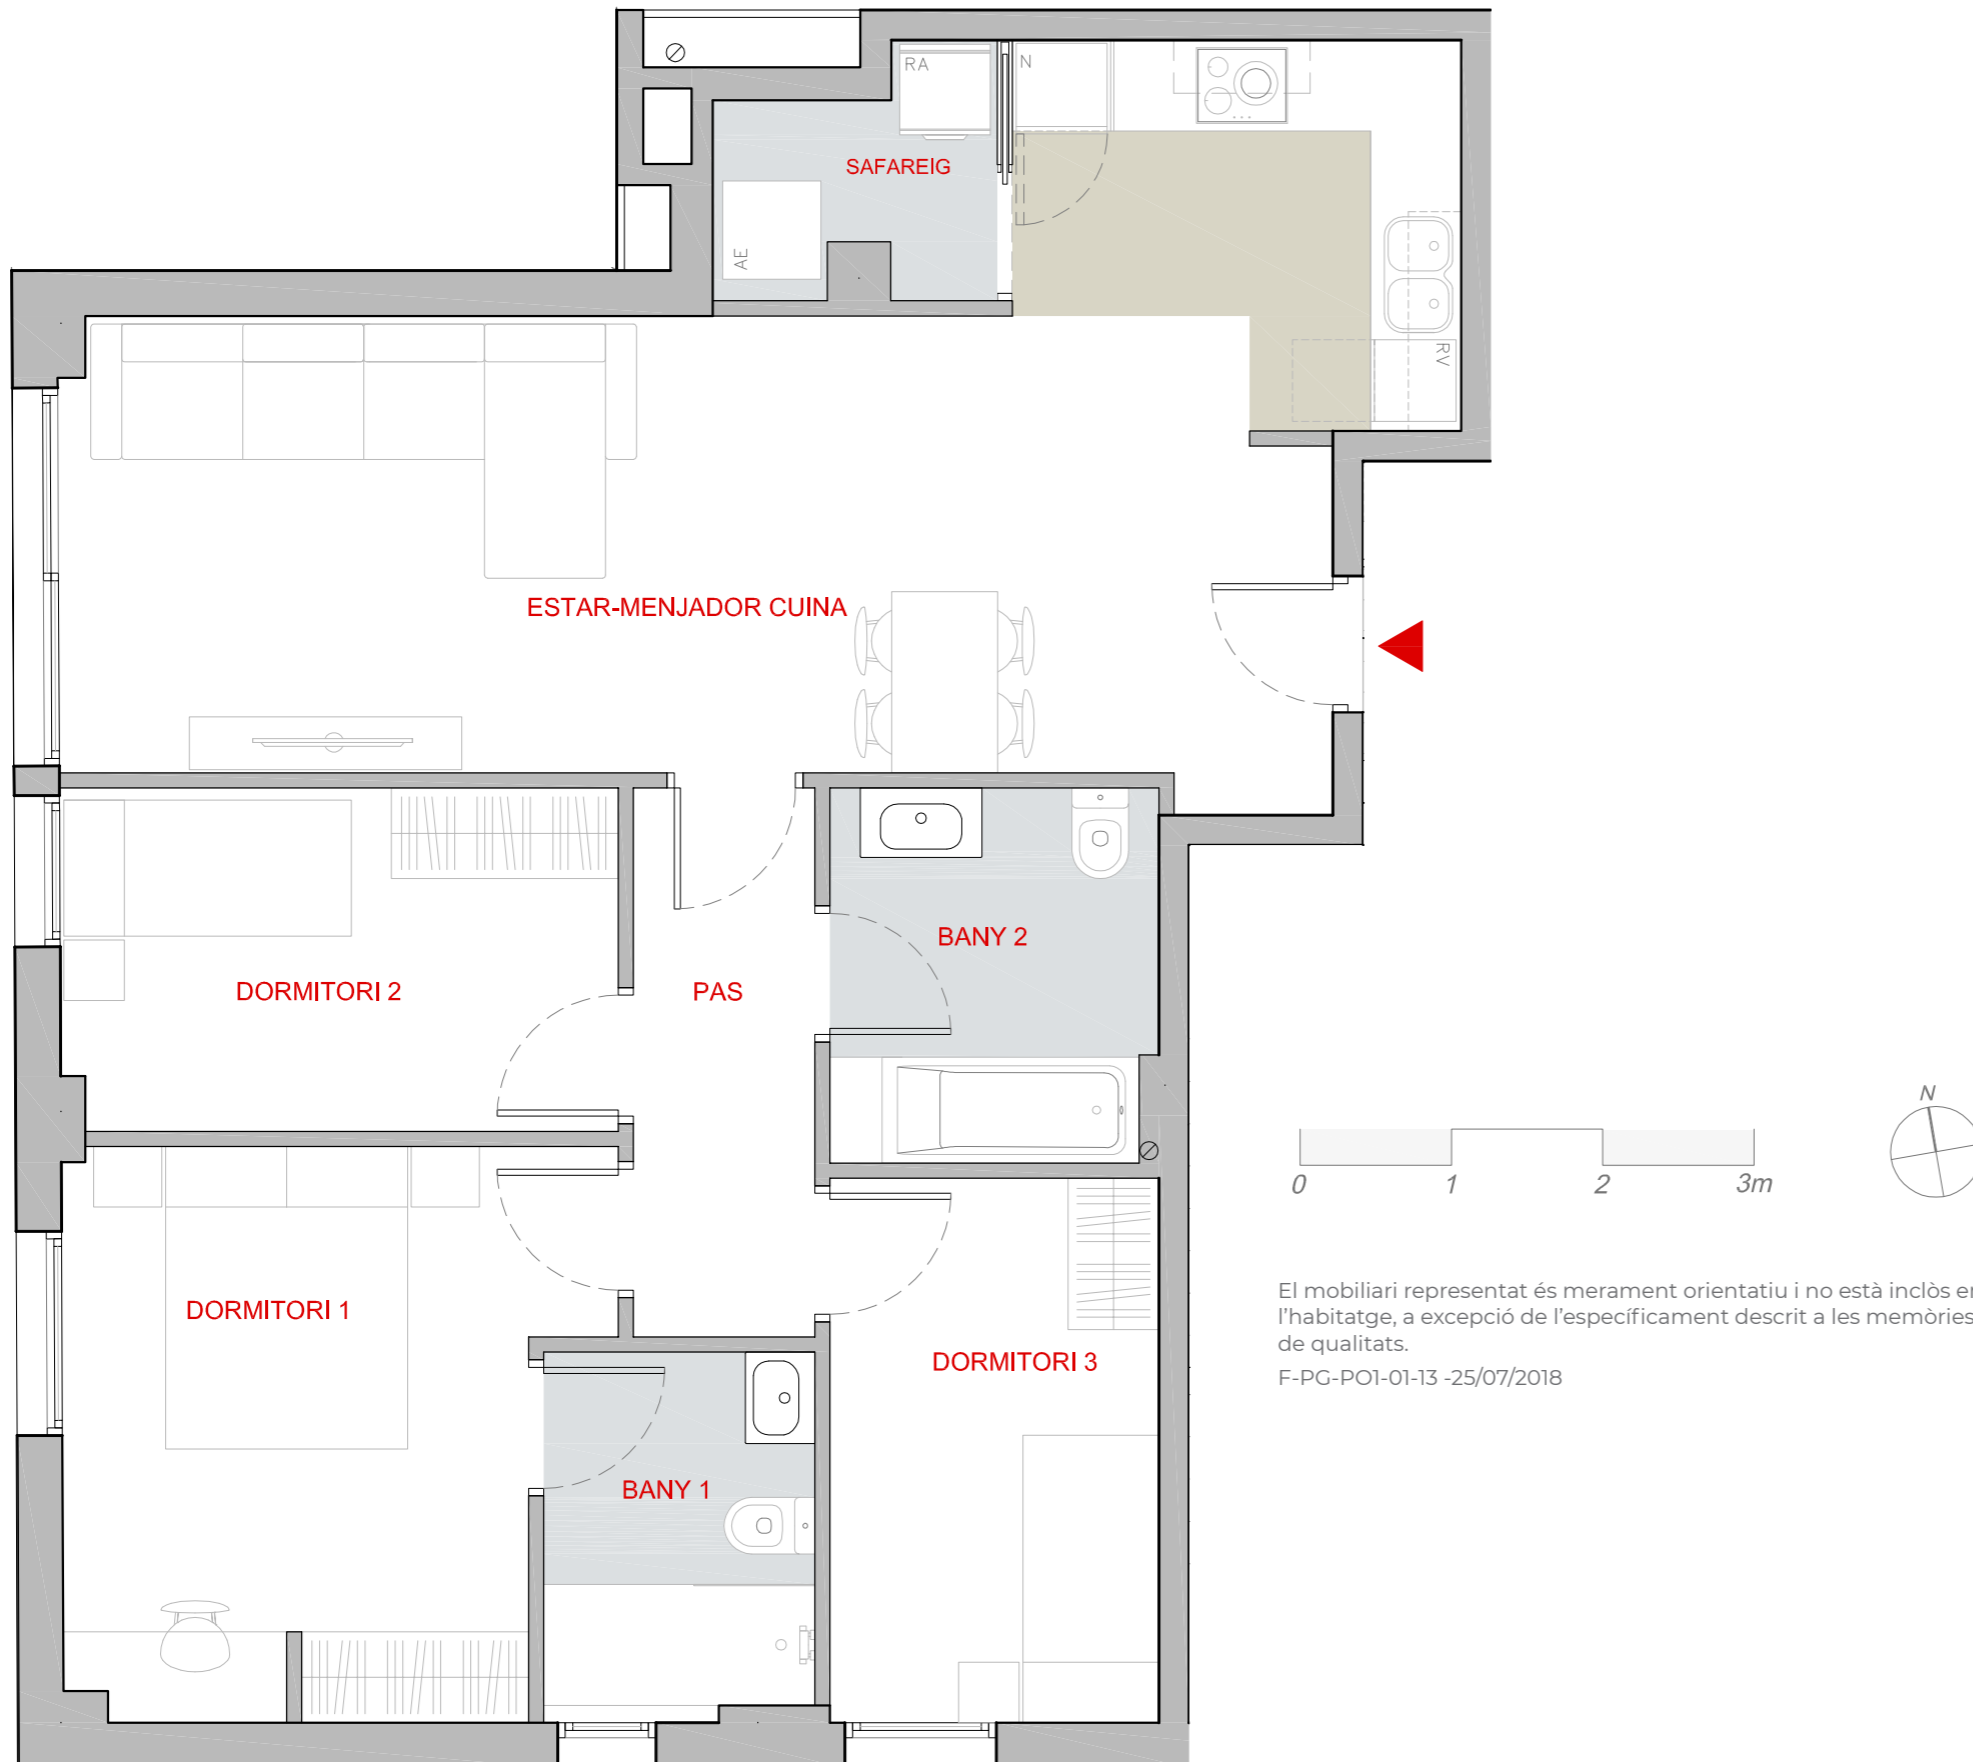 RA
N
SAFAREIG
AE
RV
ESTAR-MENJADOR CUINA
BANY 2
DORMITORI 2
PAS
N
0 1 2 3m
DORMITORI 1
El mobiliari representat és merament orientatiu i no està inclòs en
l'habitatge, a excepció de l'específicament descrit a les memòries
de qualitats.
DORMITORI 3
F-PG-PO1-01-13 -25/07/2018
BANY 1